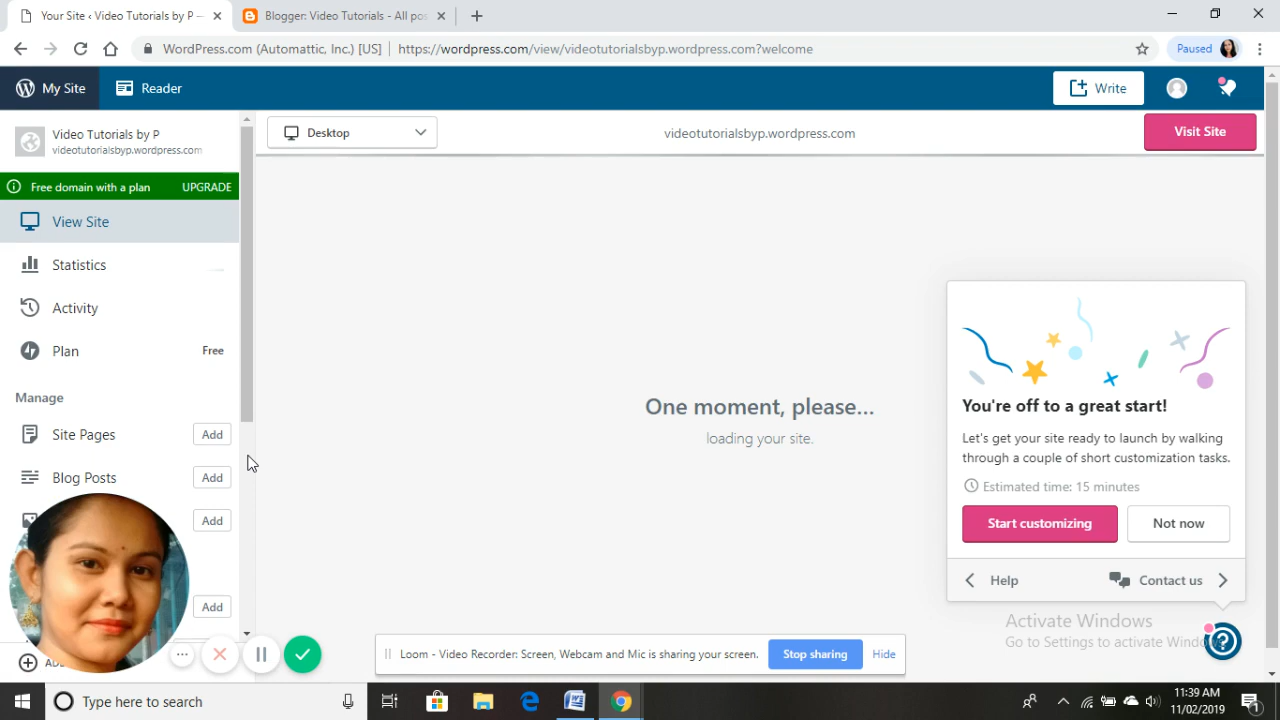 Your Site ‹ Video Tutorials by P —
Blogger: Video Tutorials - All pos
WordPress.com (Automattic, Inc.) [US]
https://wordpress.com/view/videotutorialsbyp.wordpress.com?welcome
Paused
My Site
Reader
Write
Video Tutorials by P
videotutorialsbyp.wordpress.com
Desktop
videotutorialsbyp.wordpress.com
Visit Site
Free domain with a plan
UPGRADE
View Site
Statistics
Activity
Plan
Free
Manage
Site Pages
Add
Blog Posts
Add
Add
Add
One moment, please…
loading your site.
You're off to a great start!
Let's get your site ready to launch by walking
through a couple of short customization tasks.
Estimated time: 15 minutes
Start customizing
Not now
Help
Contact us
Activate Windows
Go to Settings to activate
Loom - Video Recorder: Screen, Webcam and Mic is sharing your screen.
Stop sharing
Hide
Type here to search
11:39 AM
11/02/2019
1